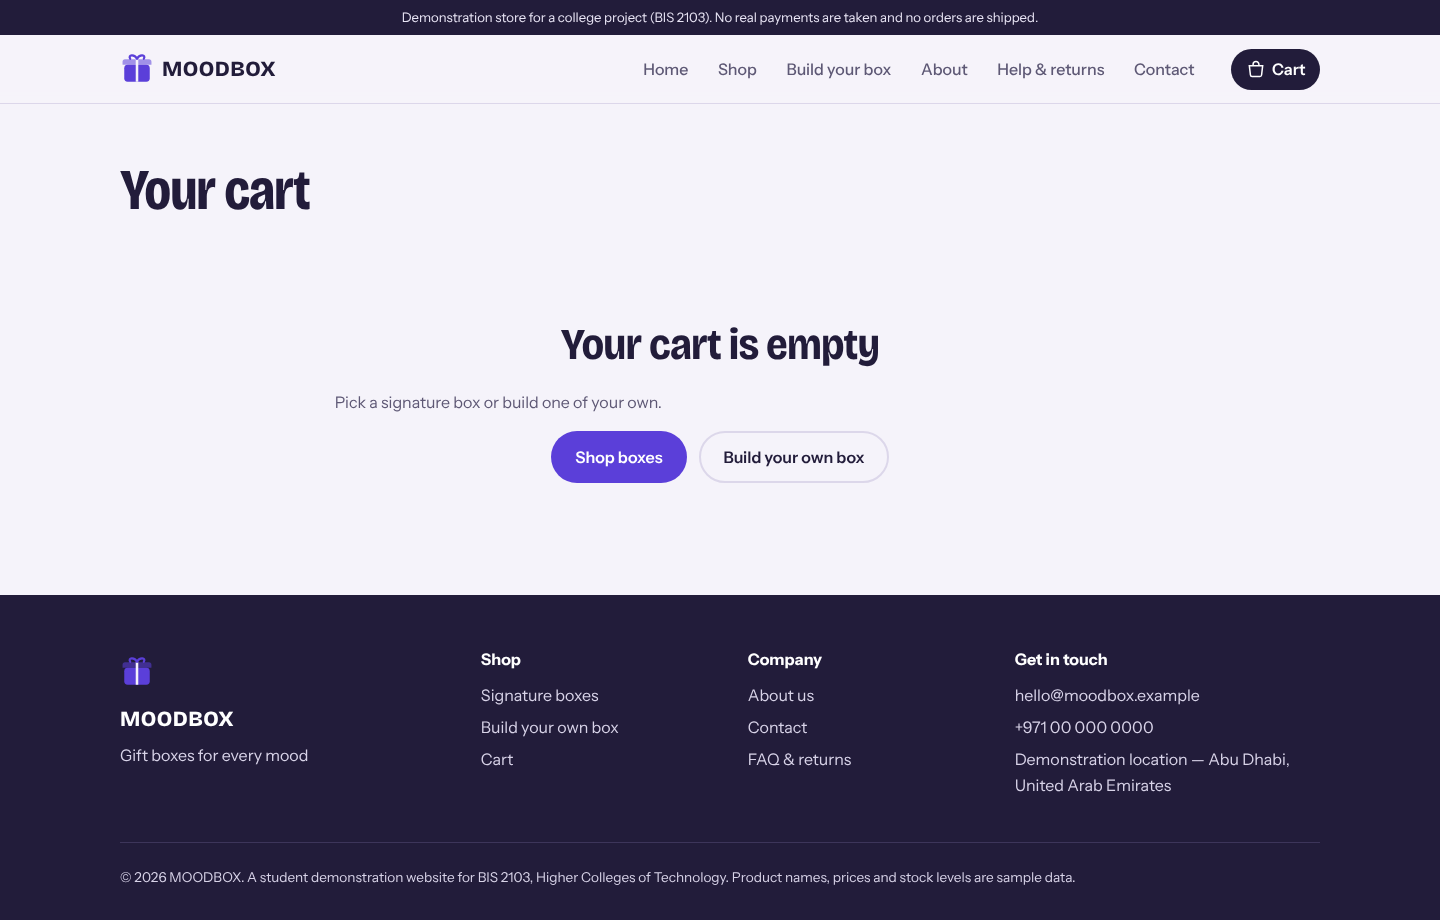 Demonstration store for a college project (BIS 2103). No real payments are taken and no orders are shipped.
MOODBOX
Home
Shop
Build your box
About
Help & returns
Contact
Cart
Your cart
Your cart is empty
Pick a signature box or build one of your own.
Shop boxes
Build your own box
MOODBOX
Gift boxes for every mood
Shop
Signature boxes
Build your own box
Cart
Company
About us
Contact
FAQ & returns
Get in touch
hello@moodbox.example
+971 00 000 0000
Demonstration location — Abu Dhabi,
United Arab Emirates
© 2026 MOODBOX. A student demonstration website for BIS 2103, Higher Colleges of Technology. Product names, prices and stock levels are sample data.